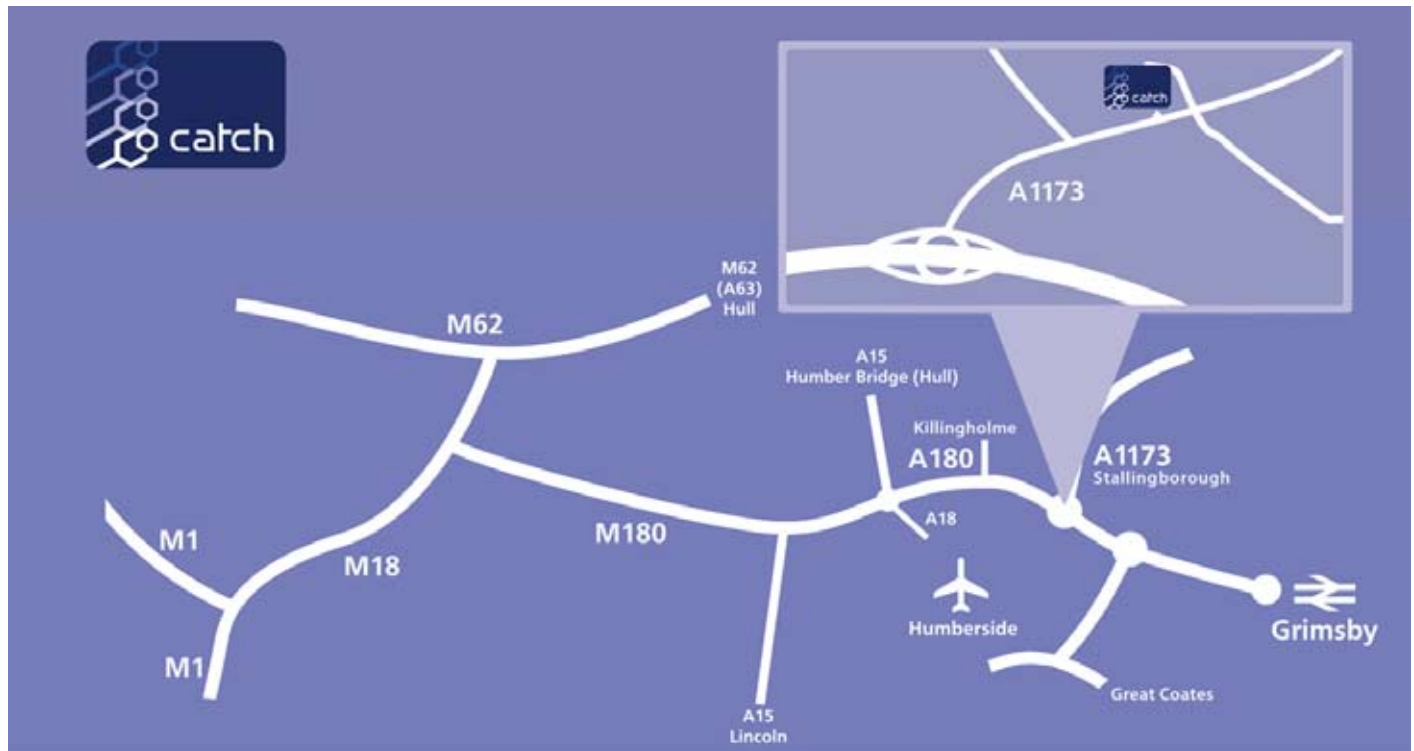 catch
catch
A1173
M62
(A63)
Hull
M62
A15
Humber Bridge (Hull)
Killingholme
A180
A1173
Stallingborough
A18
M1
M180
M18
Humberside
Grimsby
M1
Great Coates
A15
Lincoln